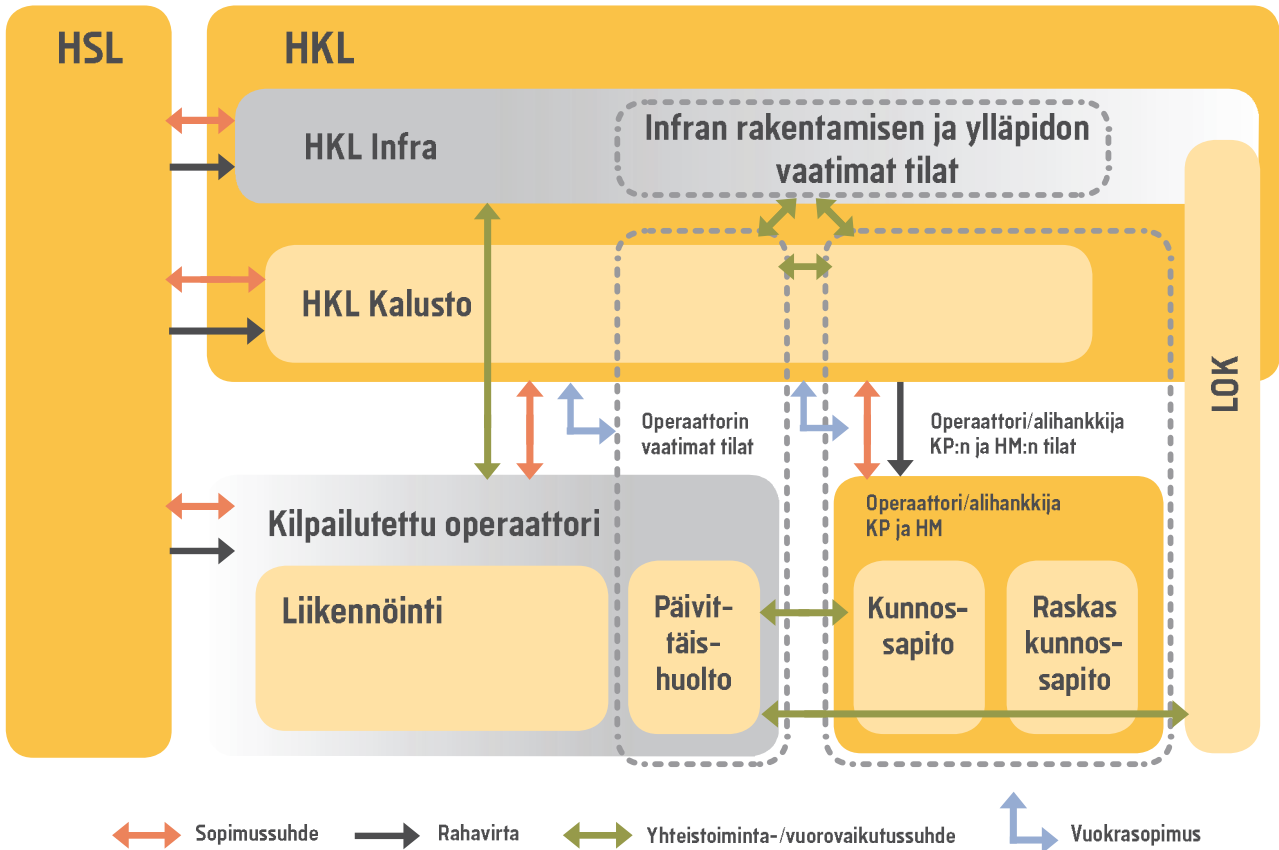 HSL
HKL
HKL Infra
Infran rakentamisen ja ylläpidon
vaatimat tilat
HKL Kalusto
LOK
Operaattorin
vaatimat tilat
Operaattori/alihankkija
KP:n ja HM:n tilat
Kilpailutettu operaattori
Operaattori/alihankkija
KP ja HM
Liikennöinti
Päivit-
täis-
huolto
Kunnos-
sapito
Raskas
kunnos-
sapito
Sopimussuhde
Rahavirta
Yhteistoiminta-/vuorovaikutussuhde
Vuokrasopimus